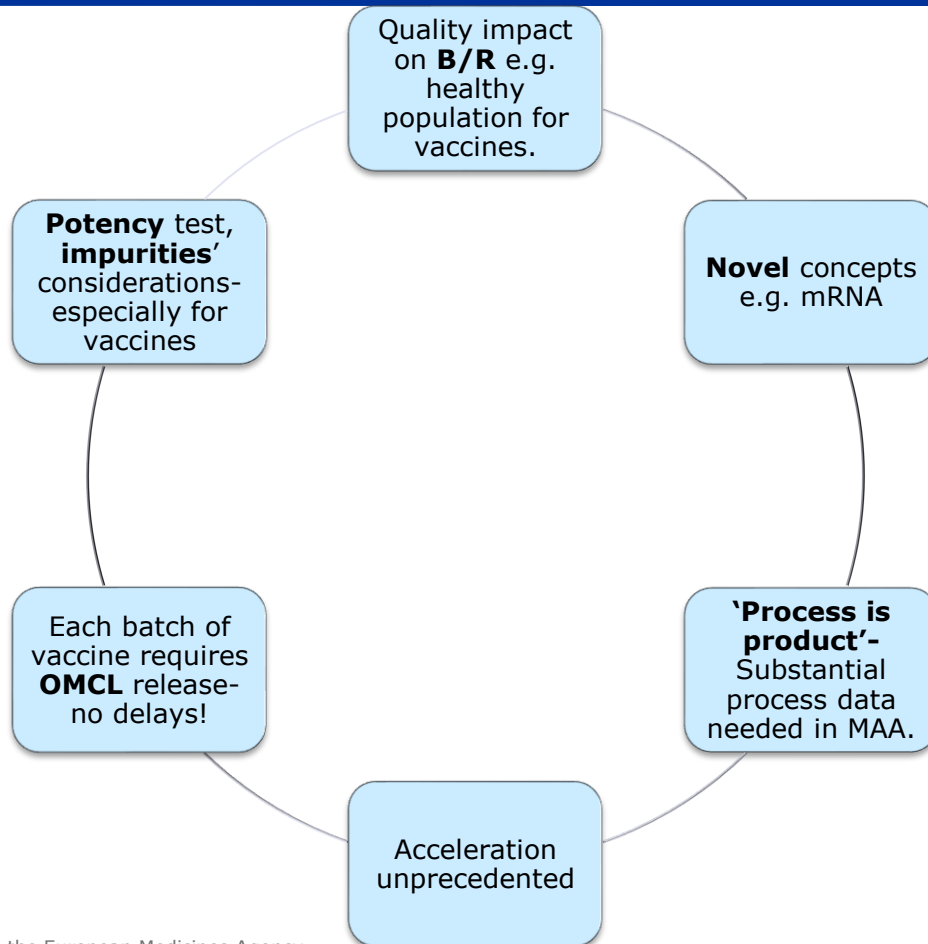 Quality impact
on B/R e.g.
healthy
population for
vaccines.
Novel concepts
e.g. mRNA
‘Process is
product’-
Substantial
process data
needed in MAA.
Acceleration
unprecedented
Each batch of
vaccine requires
OMCL release-
no delays!
Potency test,
impurities’
considerations-
especially for
vaccines
the European Medicines Agency